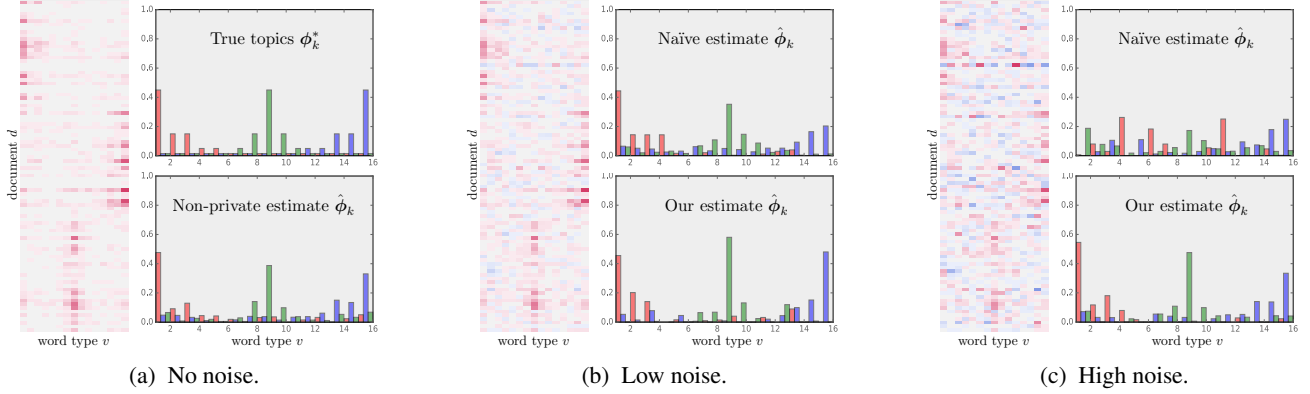 1.0
True topics ϕ*ₖ
0.8
0.6
0.4
0.2
0.0
2 4 6 8 10 12 14 16
1.0
Non-private estimate ϕ̂ₖ
0.8
0.6
0.4
0.2
0.0
2 4 6 8 10 12 14 16
document d
word type v
word type v
(a) No noise.
1.0
Naïve estimate ϕ̂ₖ
0.8
0.6
0.4
0.2
0.0
2 4 6 8 10 12 14 16
1.0
Our estimate ϕ̂ₖ
0.8
0.6
0.4
0.2
0.0
2 4 6 8 10 12 14 16
document d
word type v
word type v
(b) Low noise.
1.0
Naïve estimate ϕ̂ₖ
0.8
0.6
0.4
0.2
0.0
2 4 6 8 10 12 14 16
1.0
Our estimate ϕ̂ₖ
0.8
0.6
0.4
0.2
0.0
2 4 6 8 10 12 14 16
document d
word type v
word type v
(c) High noise.